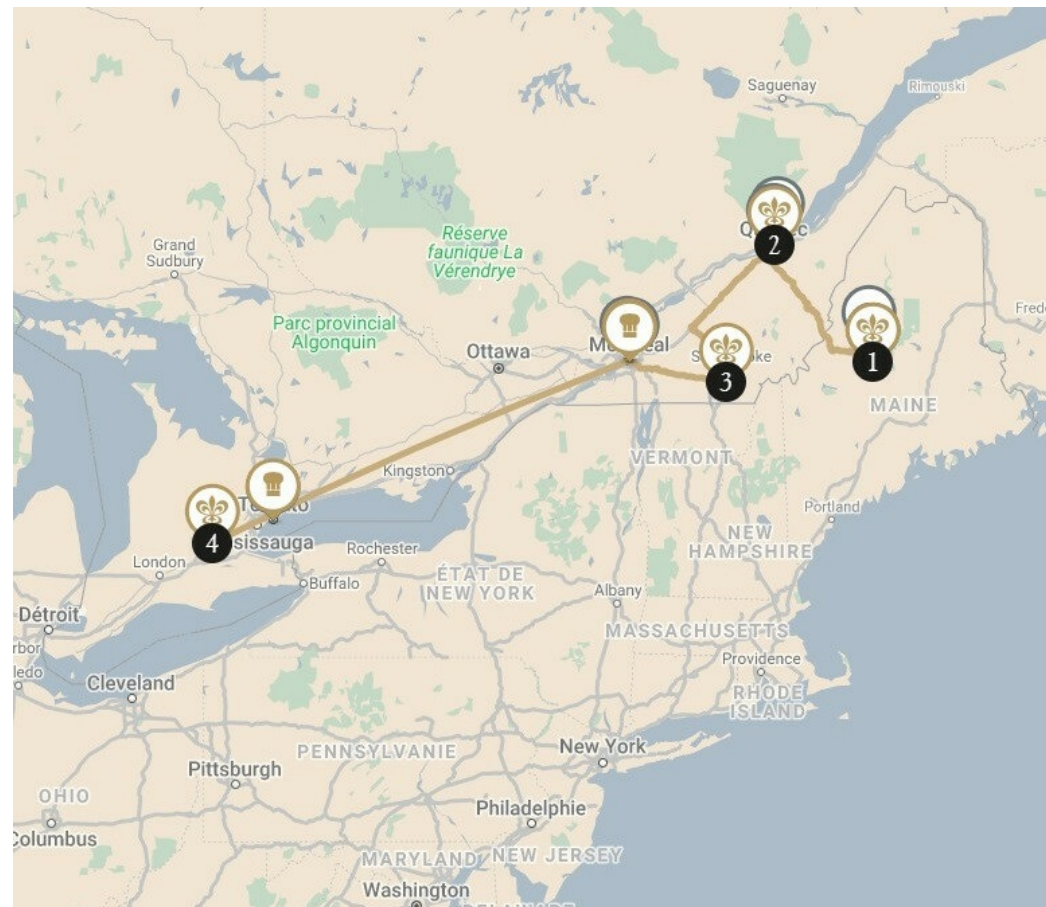 Saguenay
Rimouski
2
Réserve
faunique La
Vérendrye
Grand
Sudbury
Parc provincial
Algonquin
Ottawa
3
1
MAINE
VERMONT
Kingston
Portland
NEW
HAMPSHIRE
4
London
Rochester
Buffalo
ÉTAT DE
NEW YORK
Albany
Détroit
MASSACHUSETTS
Providence
Cleveland
RHODE
ISLAND
PENNSYLVANIE
New York
Pittsburgh
OHIO
Philadelphie
Columbus
MARYLAND
NEW JERSEY
Washington